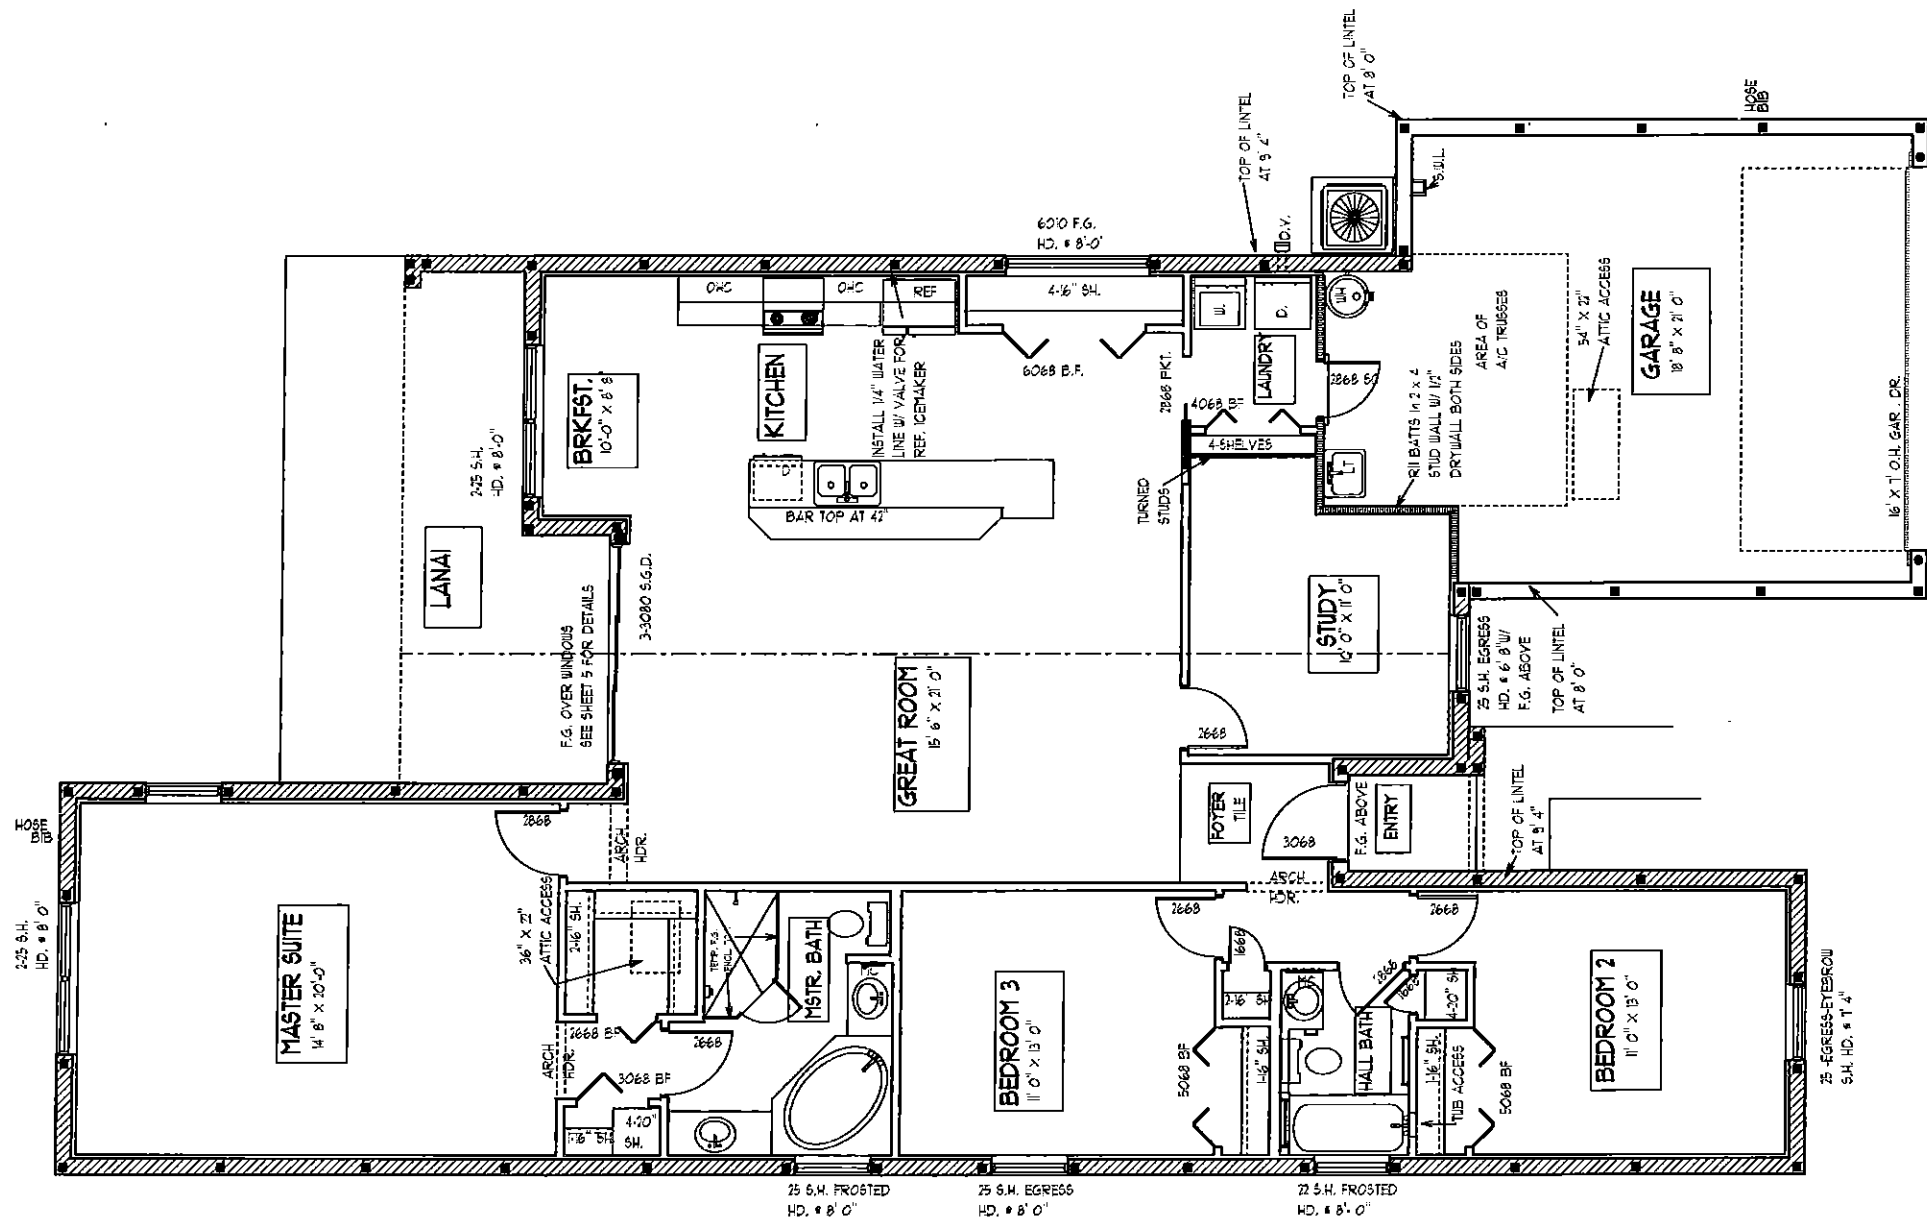 TOP OF LINTEL
AT 8' 0"
HOSE
BIB
TOP OF LINTEL
AT 9' 4"
S.W.L.
6010 F.G.
HD. @ 8'-0"
D.V.
OHC
OHC
REF
4-16" SH.
W.
D.
WH
AREA OF
A/C TRUSSES
54" X 22"
ATTIC ACCESS
GARAGE
18' 8" X 21' 0"
16' X 7' O.H. GAR. DR.
BRKFST.
10'-0" X 8' 8"
KITCHEN
INSTALL 1/4" WATER
LINE W/ VALVE FOR
REF. ICEMAKER
6068 B.F.
2868 PKT.
LAUNDRY
4068 BF
2868 SC
4-SHELVES
R11 BATTS in 2 x 4
STUD WALL W/ 1/2"
DRYWALL BOTH SIDES
LT
2-25 S.H.
HD. @ 8'-0"
D
BAR TOP AT 42"
TURNED
STUDS
LANAI
F.G. OVER WINDOWS
SEE SHEET 5 FOR DETAILS
3-3080 S.G.D.
STUDY
10' 0" X 11' 0"
25 S.H. EGRESS
HD. @ 6' 8" W/
F.G. ABOVE
TOP OF LINTEL
AT 8' 0"
GREAT ROOM
15' 6" X 21' 0"
2668
FOYER
TILE
3068
F.G. ABOVE
ENTRY
TOP OF LINTEL
AT 9' 4"
HOSE
BIB
2868
ARCH
HDR.
2-25 S.H.
HD. @ 8' 0"
MASTER SUITE
14' 8" X 20'-0"
36" X 22"
ATTIC ACCESS
2-16" SH.
TEMP. F.G.
ENCL.
MSTR. BATH
ARCH
HDR.
2668 BF
2668
3068 BF
1-16" SH.
4-20"
SH.
BEDROOM 3
11' 0" X 13' 0"
2668
ARCH
HDR.
1668
2-16" SH
5068 BF
1-16" SH.
HALL BATH
2868
1668
4-20" SH
2668
1-16" SH.
TUB ACCESS
5068 BF
BEDROOM 2
11' 0" X 13' 0"
25 -EGRESS-EYEBROW
S.H. HD. @ 7' 4"
25 S.H. FROSTED
HD. @ 8' 0"
25 S.H. EGRESS
HD. @ 8' 0"
22 S.H. FROSTED
HD. @ 8'- 0"